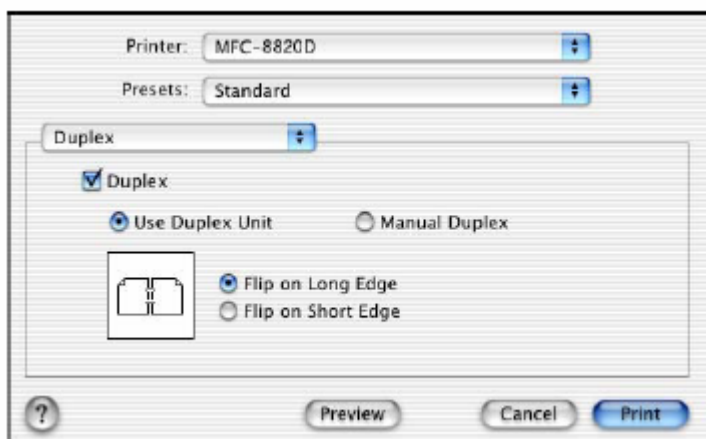 Printer: MFC-8820D
Presets: Standard
Duplex
Duplex
Use Duplex Unit Manual Duplex
Flip on Long Edge
Flip on Short Edge
? Preview Cancel Print